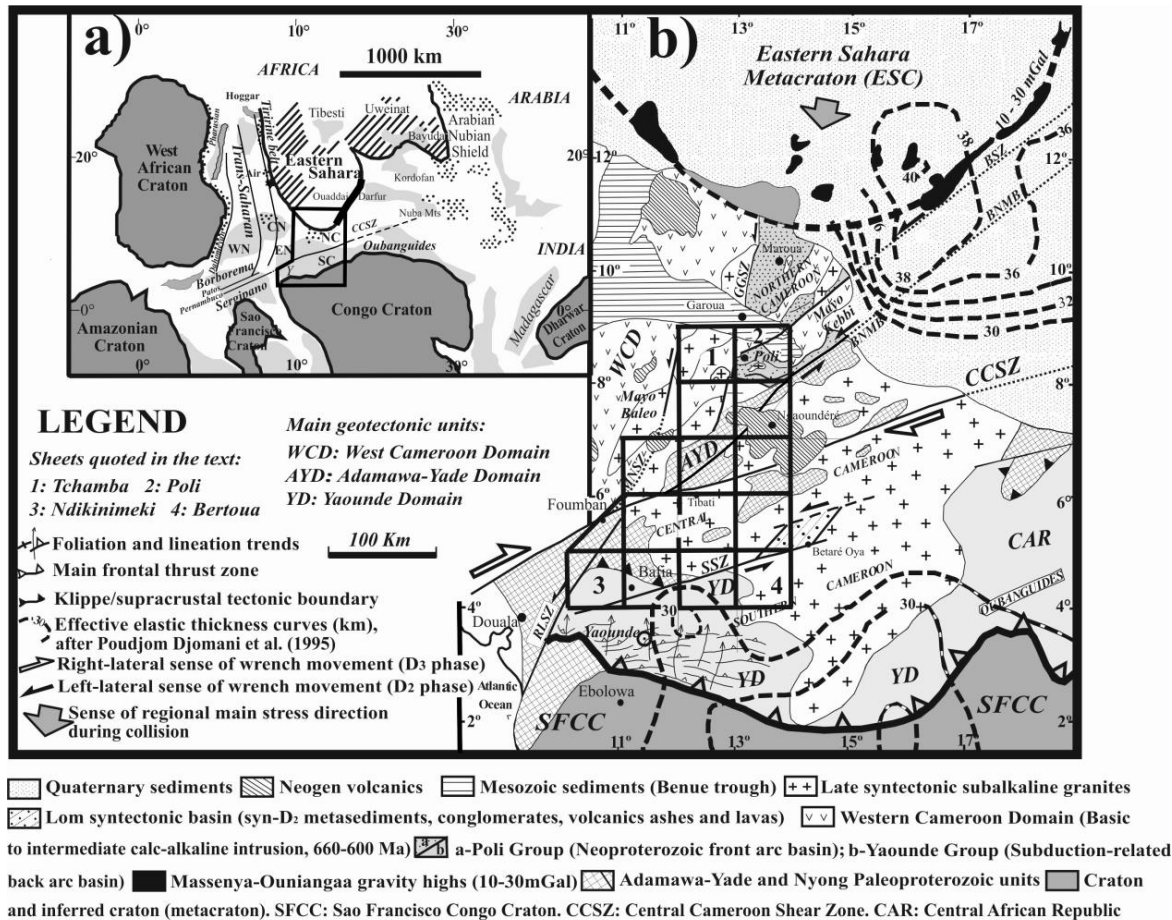 a)
0°
10°
30°
1000 km
AFRICA
ARABIA
Hoggar
Tibesti
Uweinat
Pharusian
Tiririne belt
Bayuda
Arabian
Nubian
Shield
20°
20°
West
African
Craton
Trans-Saharan
Air
Eastern
Sahara
Kordofan
Ouaddai
Darfur
Nuba Mts
CN
NC
CCSZ
WN
EN
SC
Oubanguides
INDIA
Borborema
Patos
Pernambuco
Sergipano
0°
0°
Congo Craton
Amazonian
Craton
Sao
Francisco
Craton
Madagascar
Dharwar
Craton
0°
10°
30°
b)
11°
13°
15°
17°
Eastern Sahara
Metacraton (ESC)
10 - 30 mGal
38
36
BSZ
12°
12°
40
BNMB
Maroua
GGSZ
NORTHERN
CAMEROON
10°
10°
38
36
Mayo
Kebbi
32
Garoua
30
BNMB
WCD
1
2
Poli
CCSZ
8°
8°
Mayo
Baleo
Ngaoundéré
AYD
CAMEROON
6°
6°
Foumban
Tibati
CENTRAL
CAR
Betaré Oya
SSZ
3
Bafia
YD
4
CAMEROON
OUBANGUIDES
4°
4°
30
30
SOUTHERN
Douala
RLSZ
Yaounde
YD
YD
Atlantic
Ocean
Ebolowa
SFCC
SFCC
2°
2°
11°
13°
15°
17
LEGEND
Sheets quoted in the text:
1: Tchamba 2: Poli
3: Ndikinimeki 4: Bertoua
Main geotectonic units:
WCD: West Cameroon Domain
AYD: Adamawa-Yade Domain
YD: Yaounde Domain
100 Km
Foliation and lineation trends
Main frontal thrust zone
Klippe/supracrustal tectonic boundary
30 Effective elastic thickness curves (km),
after Poudjom Djomani et al. (1995)
Right-lateral sense of wrench movement (D3 phase)
Left-lateral sense of wrench movement (D2 phase)
Sense of regional main stress direction
during collision
Quaternary sediments Neogen volcanics Mesozoic sediments (Benue trough) Late syntectonic subalkaline granites
Lom syntectonic basin (syn-D2 metasediments, conglomerates, volcanics ashes and lavas) Western Cameroon Domain (Basic
to intermediate calc-alkaline intrusion, 660-600 Ma) a b a-Poli Group (Neoproterozoic front arc basin); b-Yaounde Group (Subduction-related
back arc basin) Massenya-Ouniangaa gravity highs (10-30mGal) Adamawa-Yade and Nyong Paleoproterozoic units Craton
and inferred craton (metacraton). SFCC: Sao Francisco Congo Craton. CCSZ: Central Cameroon Shear Zone. CAR: Central African Republic